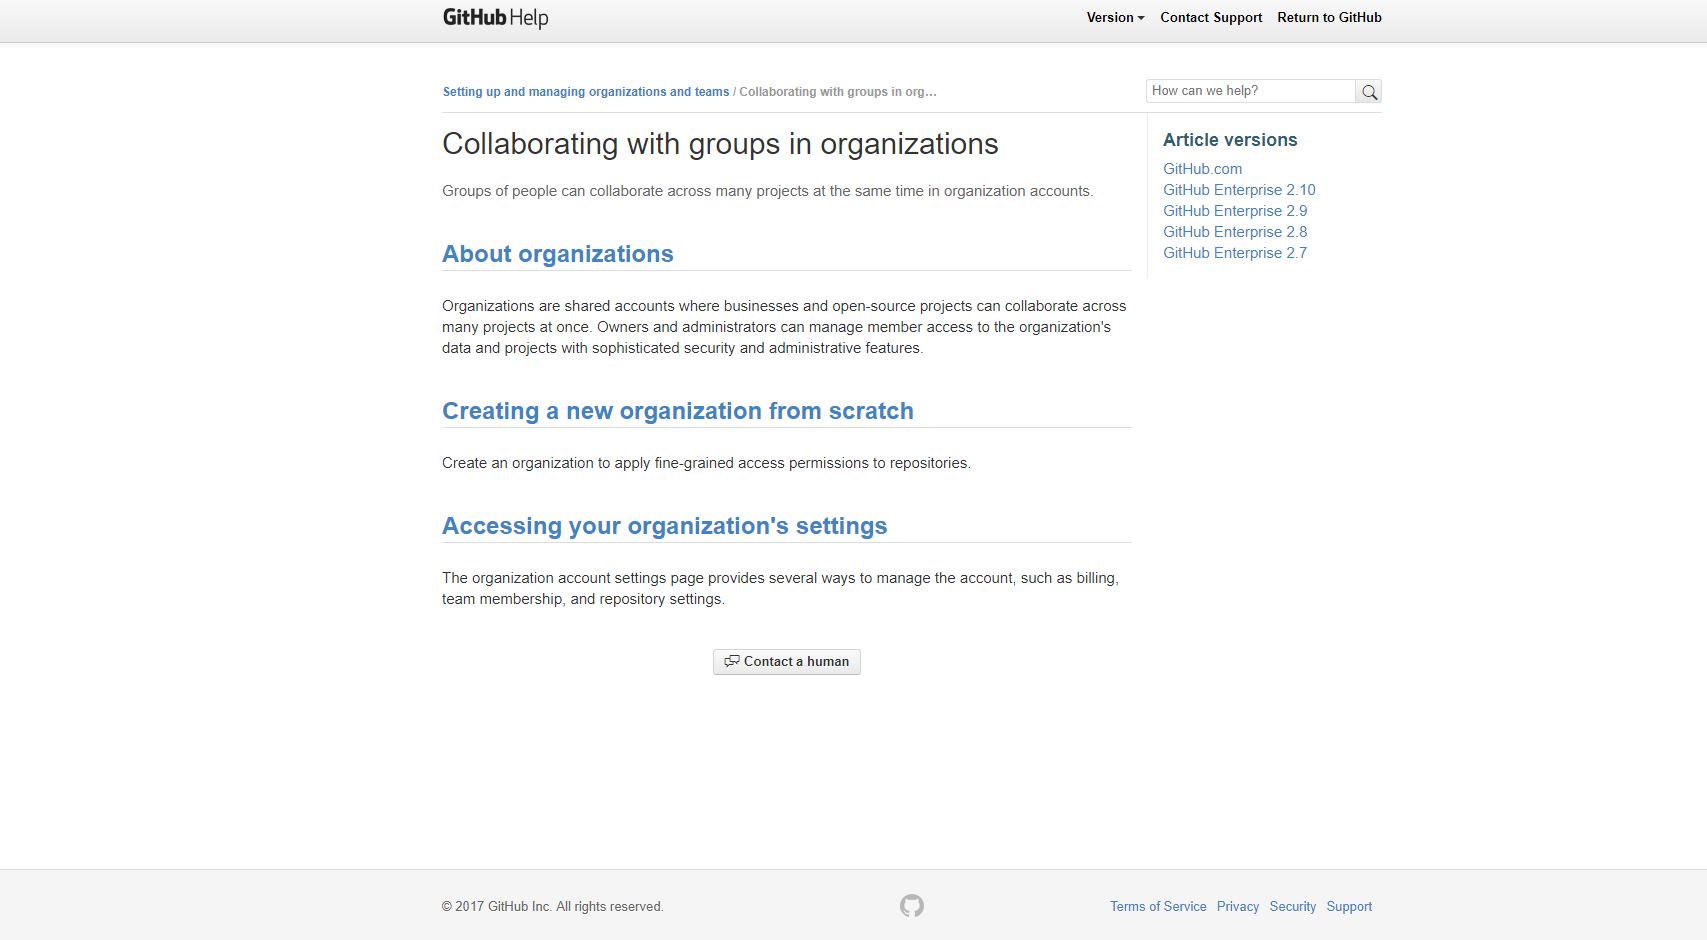 GitHub Help
Version
Contact Support
Return to GitHub
Setting up and managing organizations and teams / Collaborating with groups in org…
How can we help?
Collaborating with groups in organizations
Groups of people can collaborate across many projects at the same time in organization accounts.
About organizations
Organizations are shared accounts where businesses and open-source projects can collaborate across
many projects at once. Owners and administrators can manage member access to the organization's
data and projects with sophisticated security and administrative features.
Creating a new organization from scratch
Create an organization to apply fine-grained access permissions to repositories.
Accessing your organization's settings
The organization account settings page provides several ways to manage the account, such as billing,
team membership, and repository settings.
Contact a human
Article versions
GitHub.com
GitHub Enterprise 2.10
GitHub Enterprise 2.9
GitHub Enterprise 2.8
GitHub Enterprise 2.7
© 2017 GitHub Inc. All rights reserved.
Terms of Service
Privacy
Security
Support